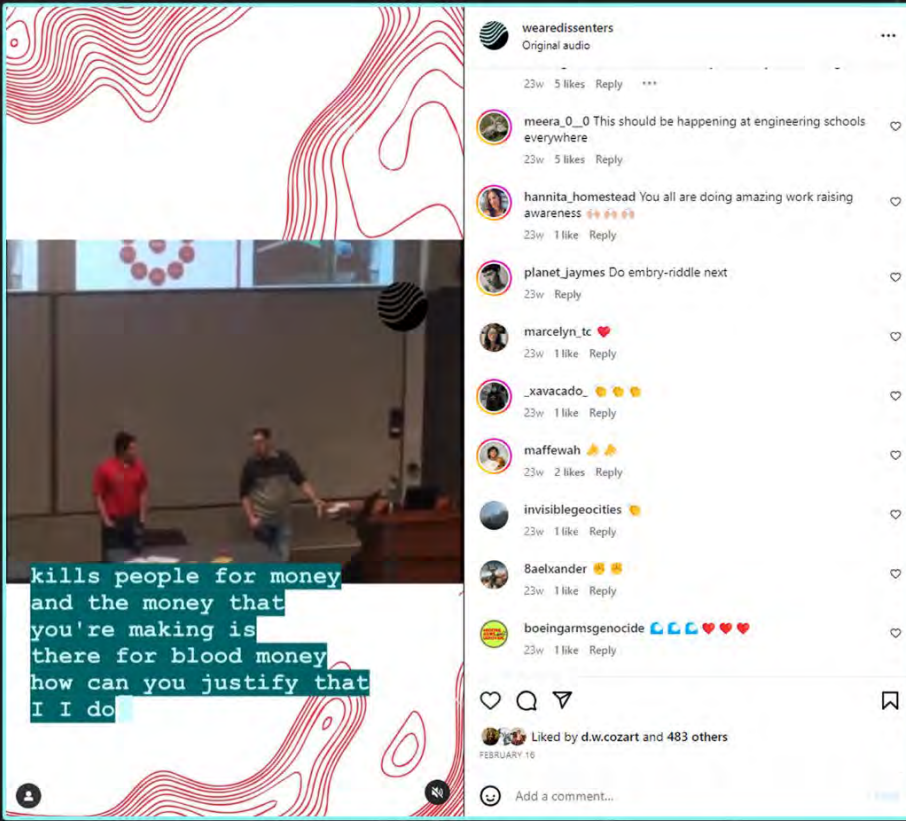 wearedissenters
Original audio
23w 5 likes Reply
meera_0__0 This should be happening at engineering schools
everywhere
23w 5 likes Reply
hannita_homestead You all are doing amazing work raising
awareness 🙌🏻🙌🏻🙌🏻
23w 1 like Reply
planet_jaymes Do embry-riddle next
23w Reply
marcelyn_tc ❤️
23w 1 like Reply
_xavacado_ 👏👏👏
23w 1 like Reply
maffewah
23w 2 likes Reply
invisiblegeocities 👏
23w 1 like Reply
8aelxander ✊✊
23w 1 like Reply
boeingarmsgenocide 🌊🌊🌊❤️❤️❤️
23w 1 like Reply
Liked by d.w.cozart and 483 others
FEBRUARY 16
Add a comment...
kills people for money
and the money that
you're making is
there for blood money
how can you justify that
I I do